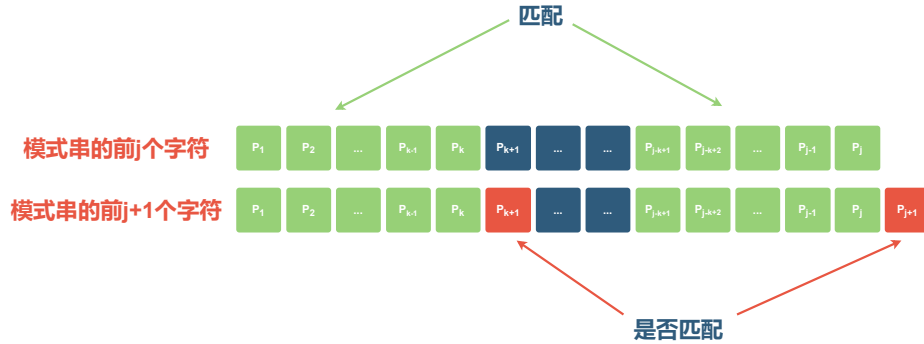 匹配
模式串的前j个字符 P1 P2 ... Pk-1 Pk Pk+1 ... ... Pj-k+1 Pj-k+2 ... Pj-1 Pj
模式串的前j+1个字符 P1 P2 ... Pk-1 Pk Pk+1 ... ... Pj-k+1 Pj-k+2 ... Pj-1 Pj Pj+1
是否匹配